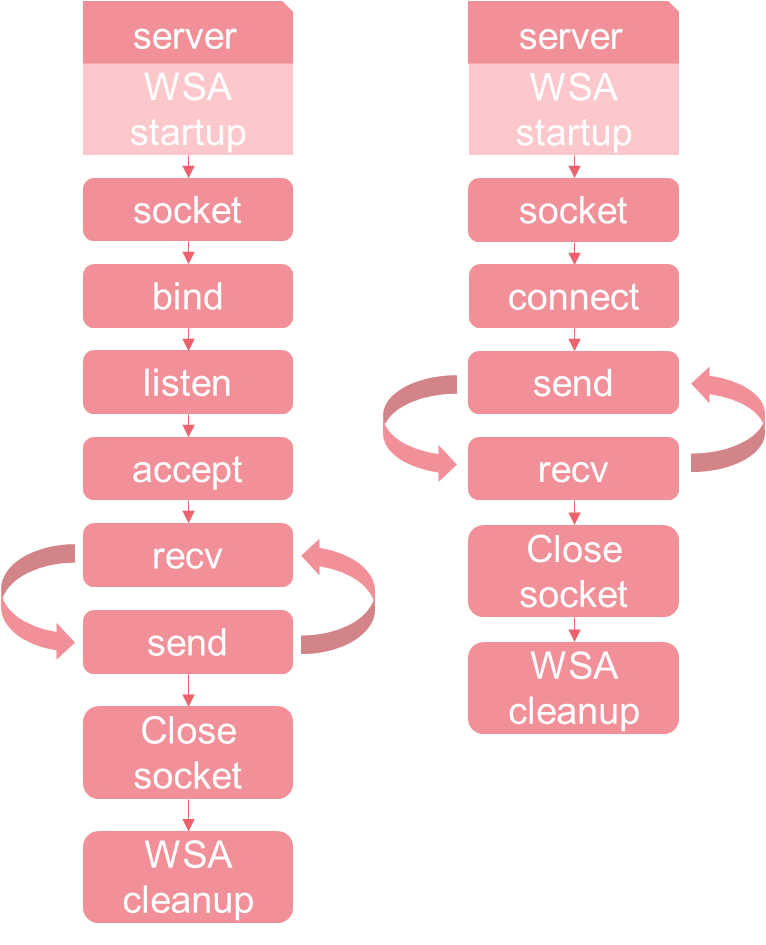 server
WSA
startup
socket
bind
listen
accept
recv
send
Close
socket
WSA
cleanup
server
WSA
startup
socket
connect
send
recv
Close
socket
WSA
cleanup